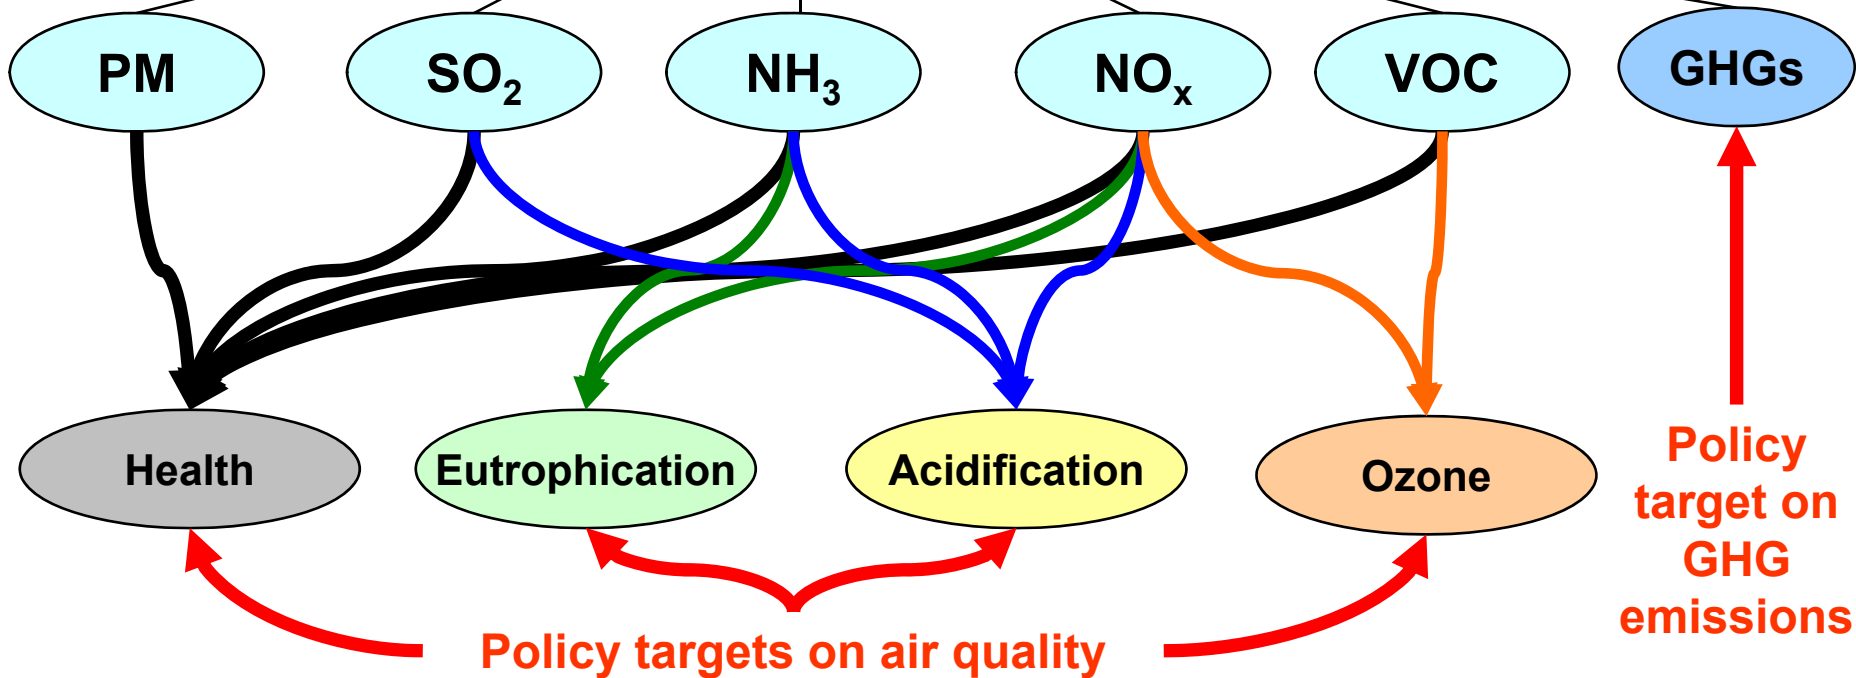 PM
SO₂
NH₃
NOₓ
VOC
GHGs
Health
Eutrophication
Acidification
Ozone
Policy
target on
GHG
emissions
Policy targets on air quality